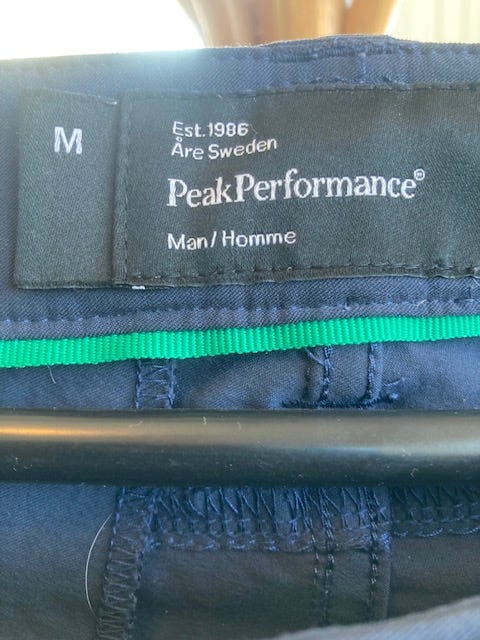 M
Est.1986
Åre Sweden
PeakPerformance®
Man/Homme